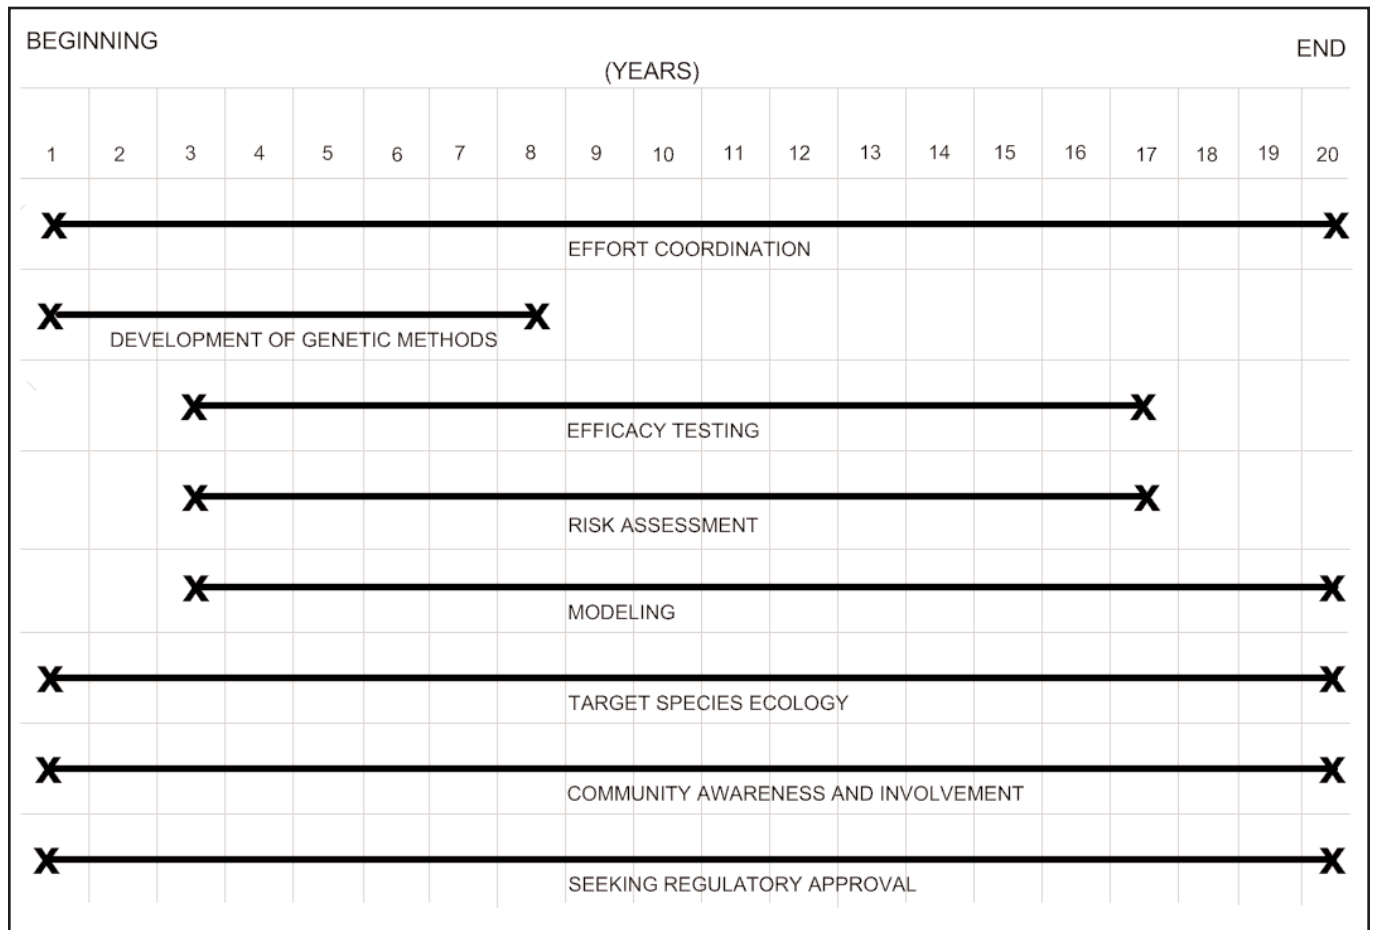 BEGINNING
END
(YEARS)
1 2 3 4 5 6 7 8 9 10 11 12 13 14 15 16 17 18 19 20
X X
EFFORT COORDINATION
X X
DEVELOPMENT OF GENETIC METHODS
X X
EFFICACY TESTING
X X
RISK ASSESSMENT
X X
MODELING
X X
TARGET SPECIES ECOLOGY
X X
COMMUNITY AWARENESS AND INVOLVEMENT
X X
SEEKING REGULATORY APPROVAL